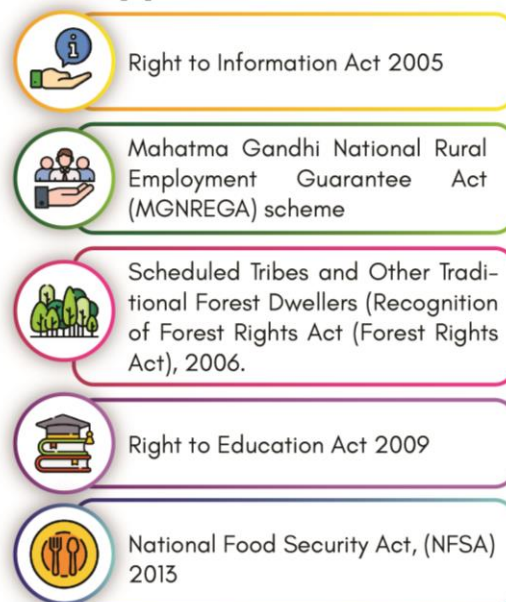 Right to Information Act 2005
Mahatma Gandhi National Rural
Employment Guarantee Act
(MGNREGA) scheme
Scheduled Tribes and Other Tradi-
tional Forest Dwellers (Recognition
of Forest Rights Act (Forest Rights
Act), 2006.
Right to Education Act 2009
National Food Security Act, (NFSA)
2013